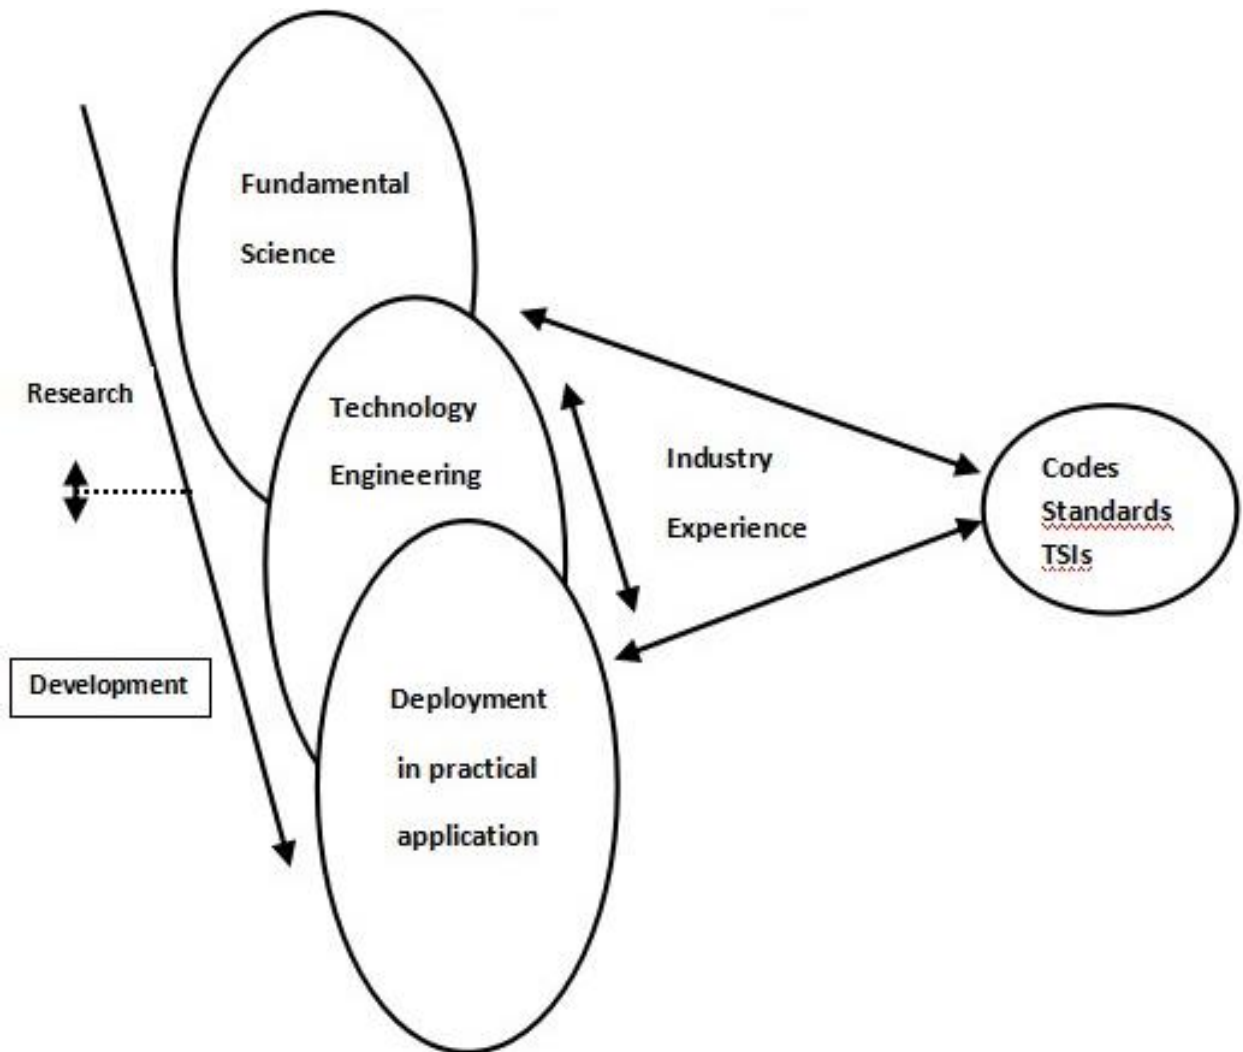 Fundamental
Science
Research
Technology
Engineering
Industry
Experience
Codes
Standards
TSIs
Development
Deployment
in practical
application